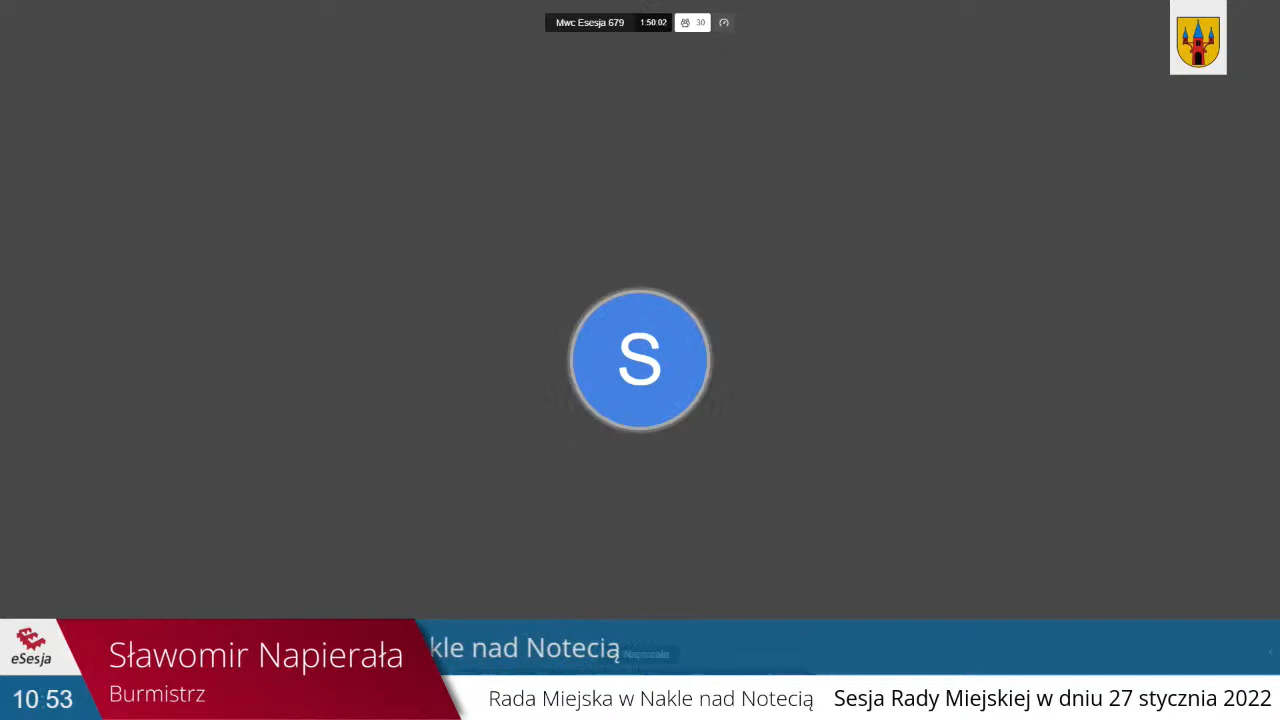 Mwc Esesja 679 1:50:02 30
S
eSesja
Sławomir Napierała
Burmistrz
kle nad Notecią
Napierała
10:53
Rada Miejska w Nakle nad Notecią Sesja Rady Miejskiej w dniu 27 stycznia 2022